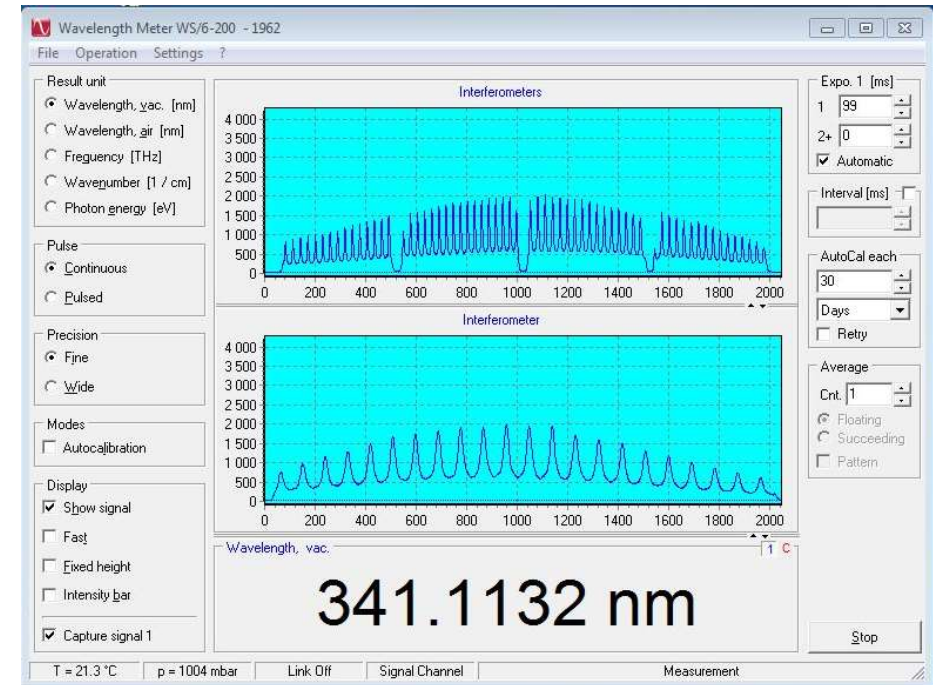 Wavelength Meter WS/6-200 - 1962
File Operation Settings ?
Result unit
Wavelength, vac. [nm]
Wavelength, air [nm]
Freguency [THz]
Wavenumber [1 / cm]
Photon energy [eV]
Pulse
Continuous
Pulsed
Precision
Fine
Wide
Modes
Autocalibration
Display
Show signal
Fast
Fixed height
Intensity bar
Capture signal 1
Interferometers
4 000
3 500
3 000
2 500
2 000
1 500
1 000
500
0
0 200 400 600 800 1000 1200 1400 1600 1800 2000
Interferometer
4 000
3 500
3 000
2 500
2 000
1 500
1 000
500
0
0 200 400 600 800 1000 1200 1400 1600 1800 2000
Wavelength, vac. 1 C
341.1132 nm
Expo. 1 [ms]
1 99
2+ 0
Automatic
Interval [ms]
AutoCal each
30
Days
Retry
Average
Cnt. 1
Floating
Succeeding
Pattern
Stop
T = 21.3 °C p = 1004 mbar Link Off Signal Channel Measurement